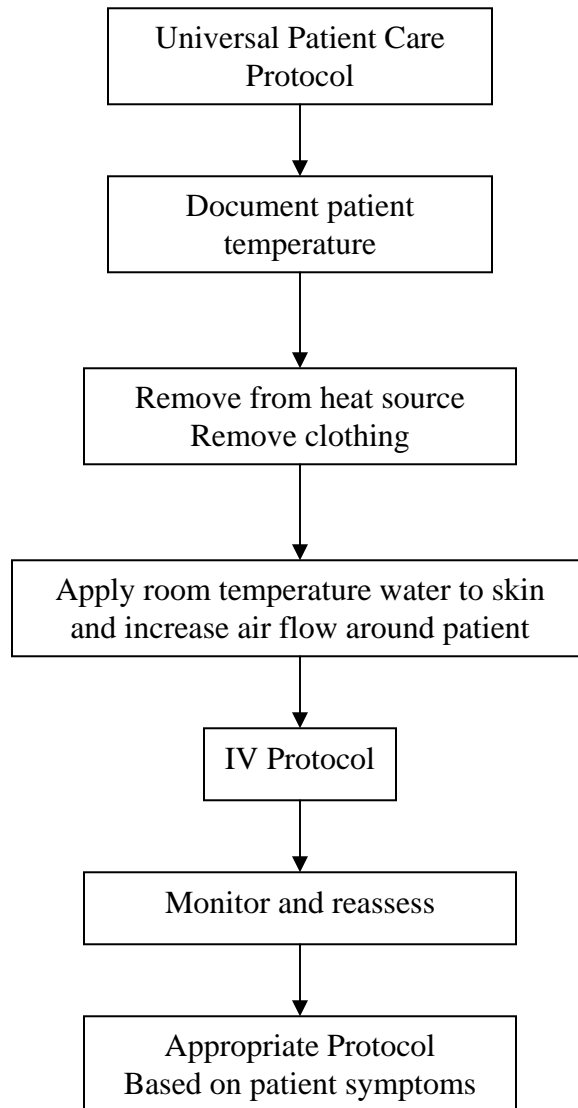 Universal Patient Care
Protocol
Document patient
temperature
Remove from heat source
Remove clothing
Apply room temperature water to skin
and increase air flow around patient
IV Protocol
Monitor and reassess
Appropriate Protocol
Based on patient symptoms